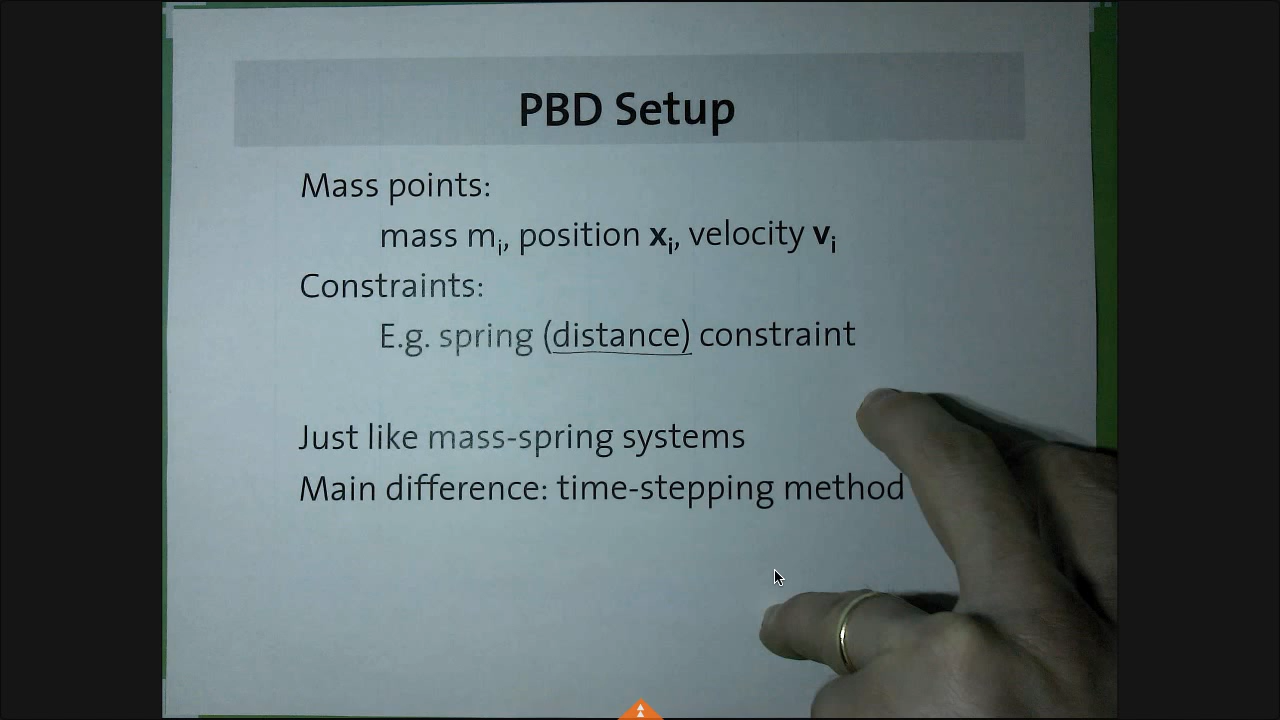 PBD Setup
Mass points:
mass mᵢ, position xᵢ, velocity vᵢ
Constraints:
E.g. spring (distance) constraint
Just like mass-spring systems
Main difference: time-stepping method